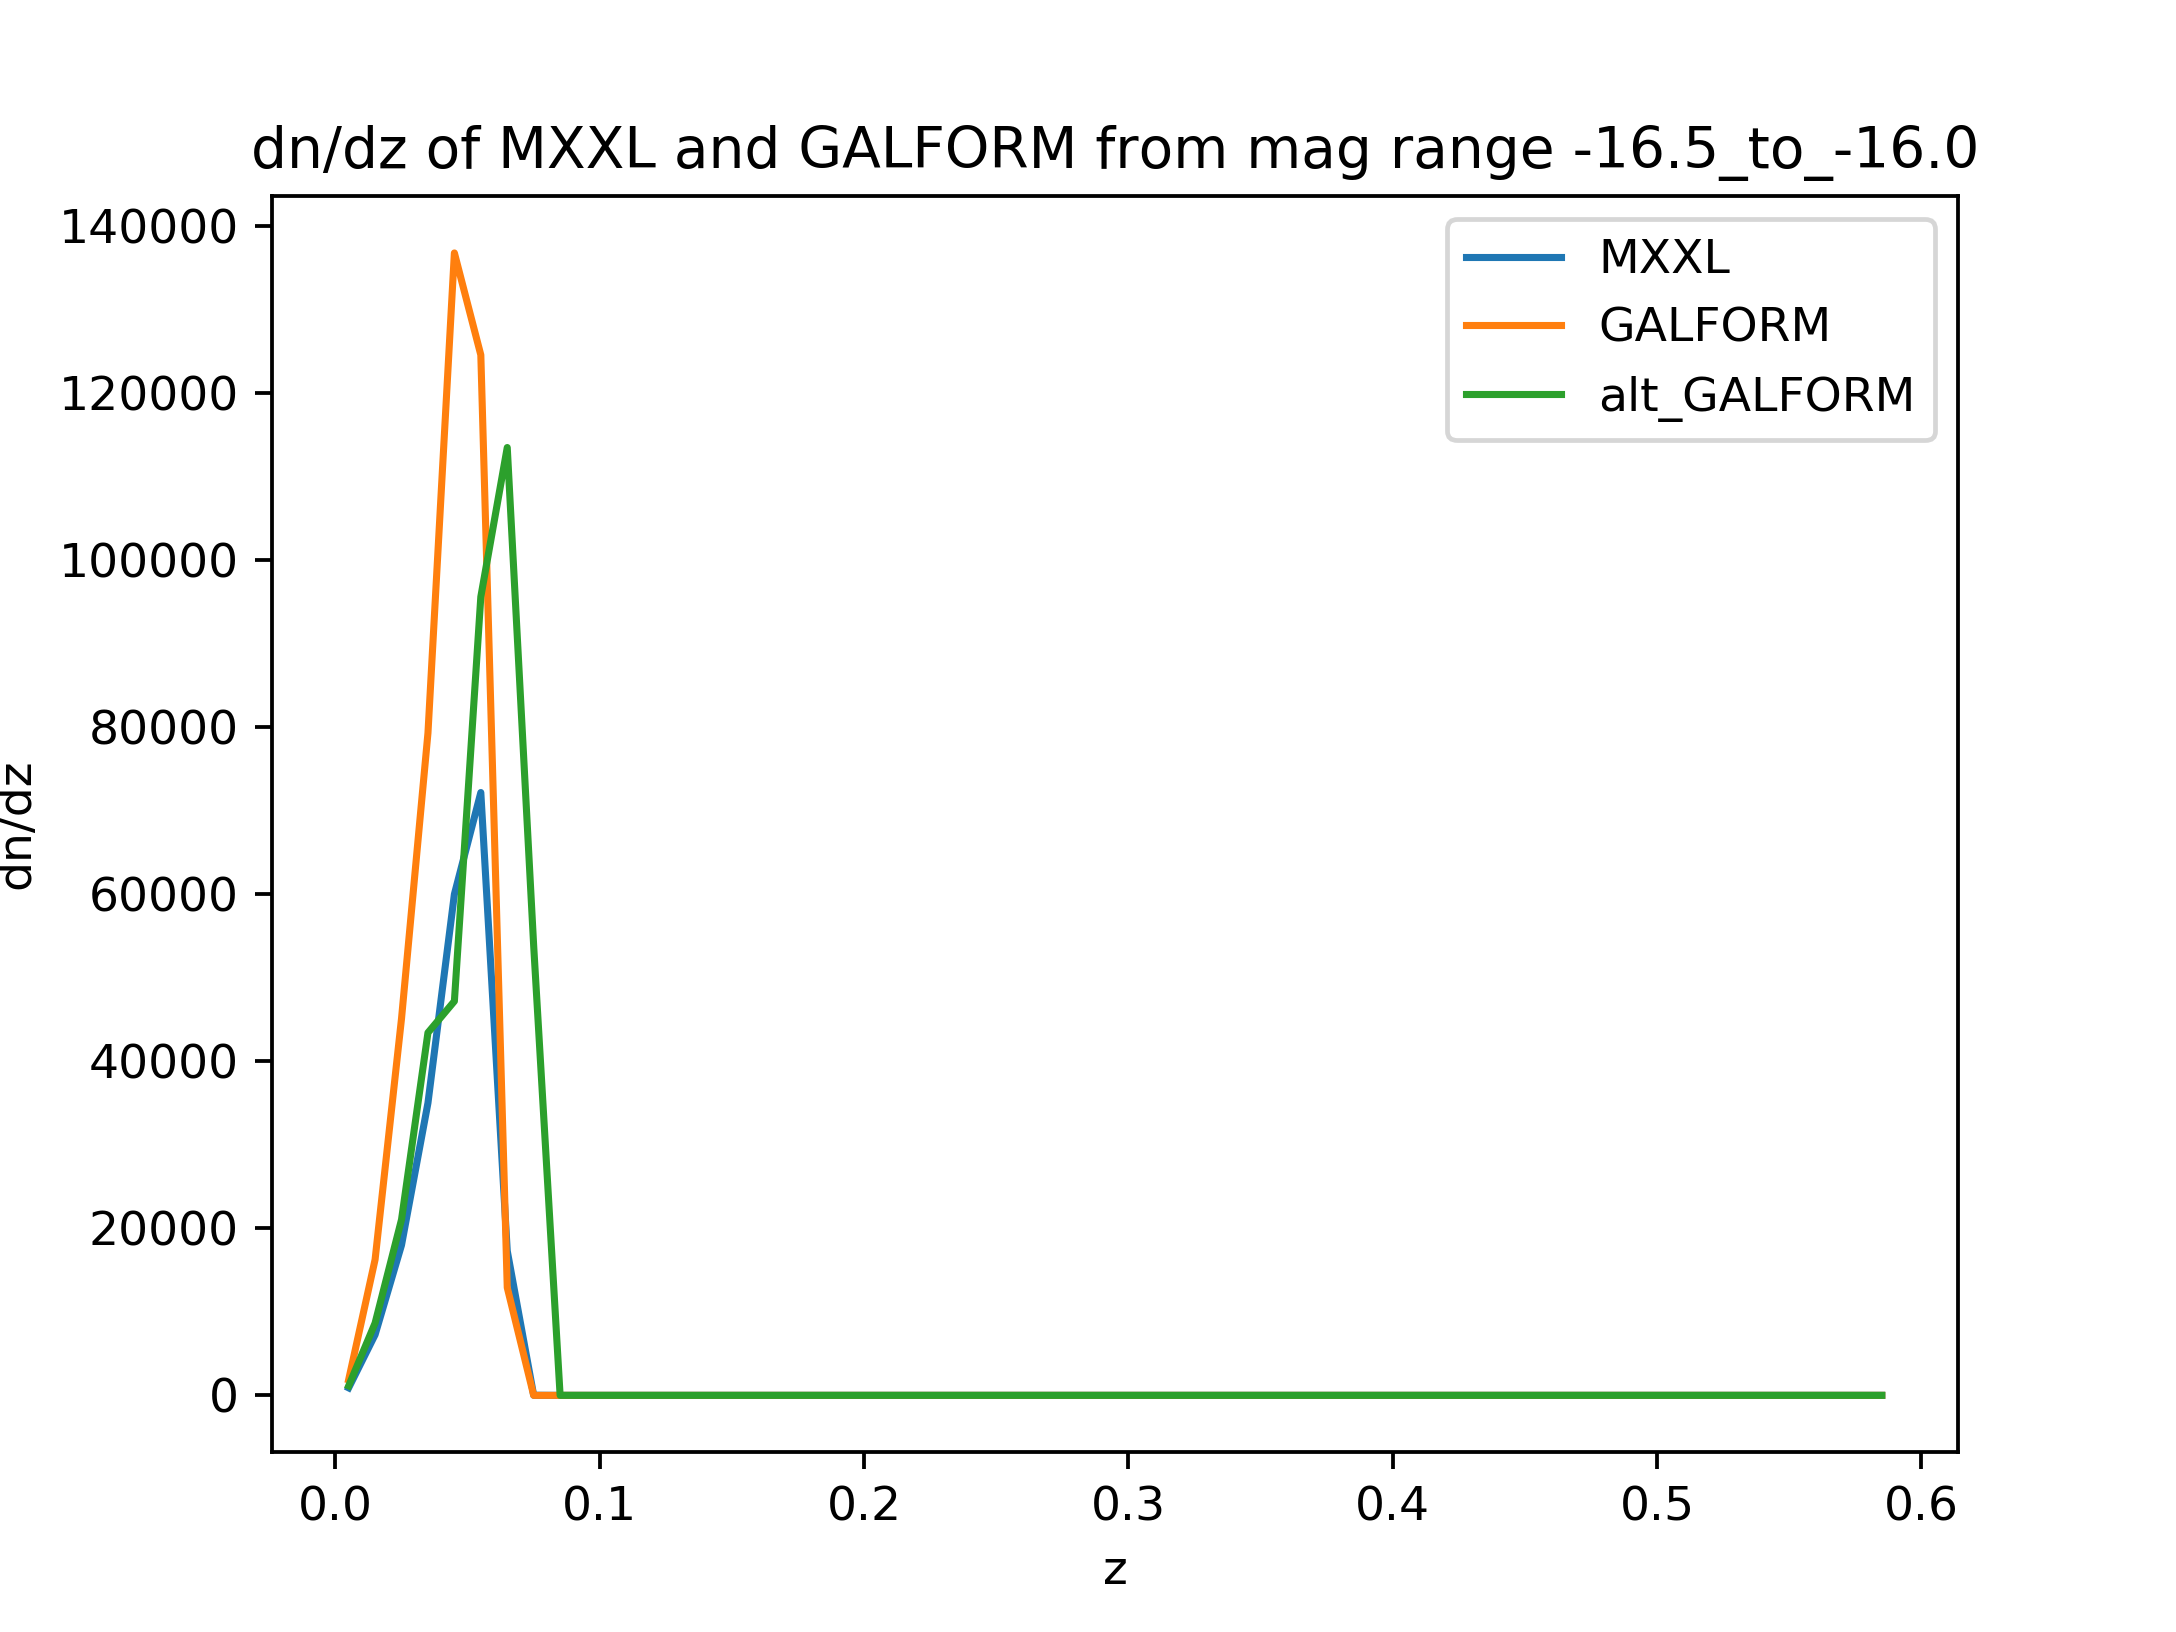 dn/dz of MXXL and GALFORM from mag range -16.5_to_-16.0
MXXL
GALFORM
alt_GALFORM
140000
120000
100000
80000
60000
40000
20000
0
dn/dz
0.0 0.1 0.2 0.3 0.4 0.5 0.6
z